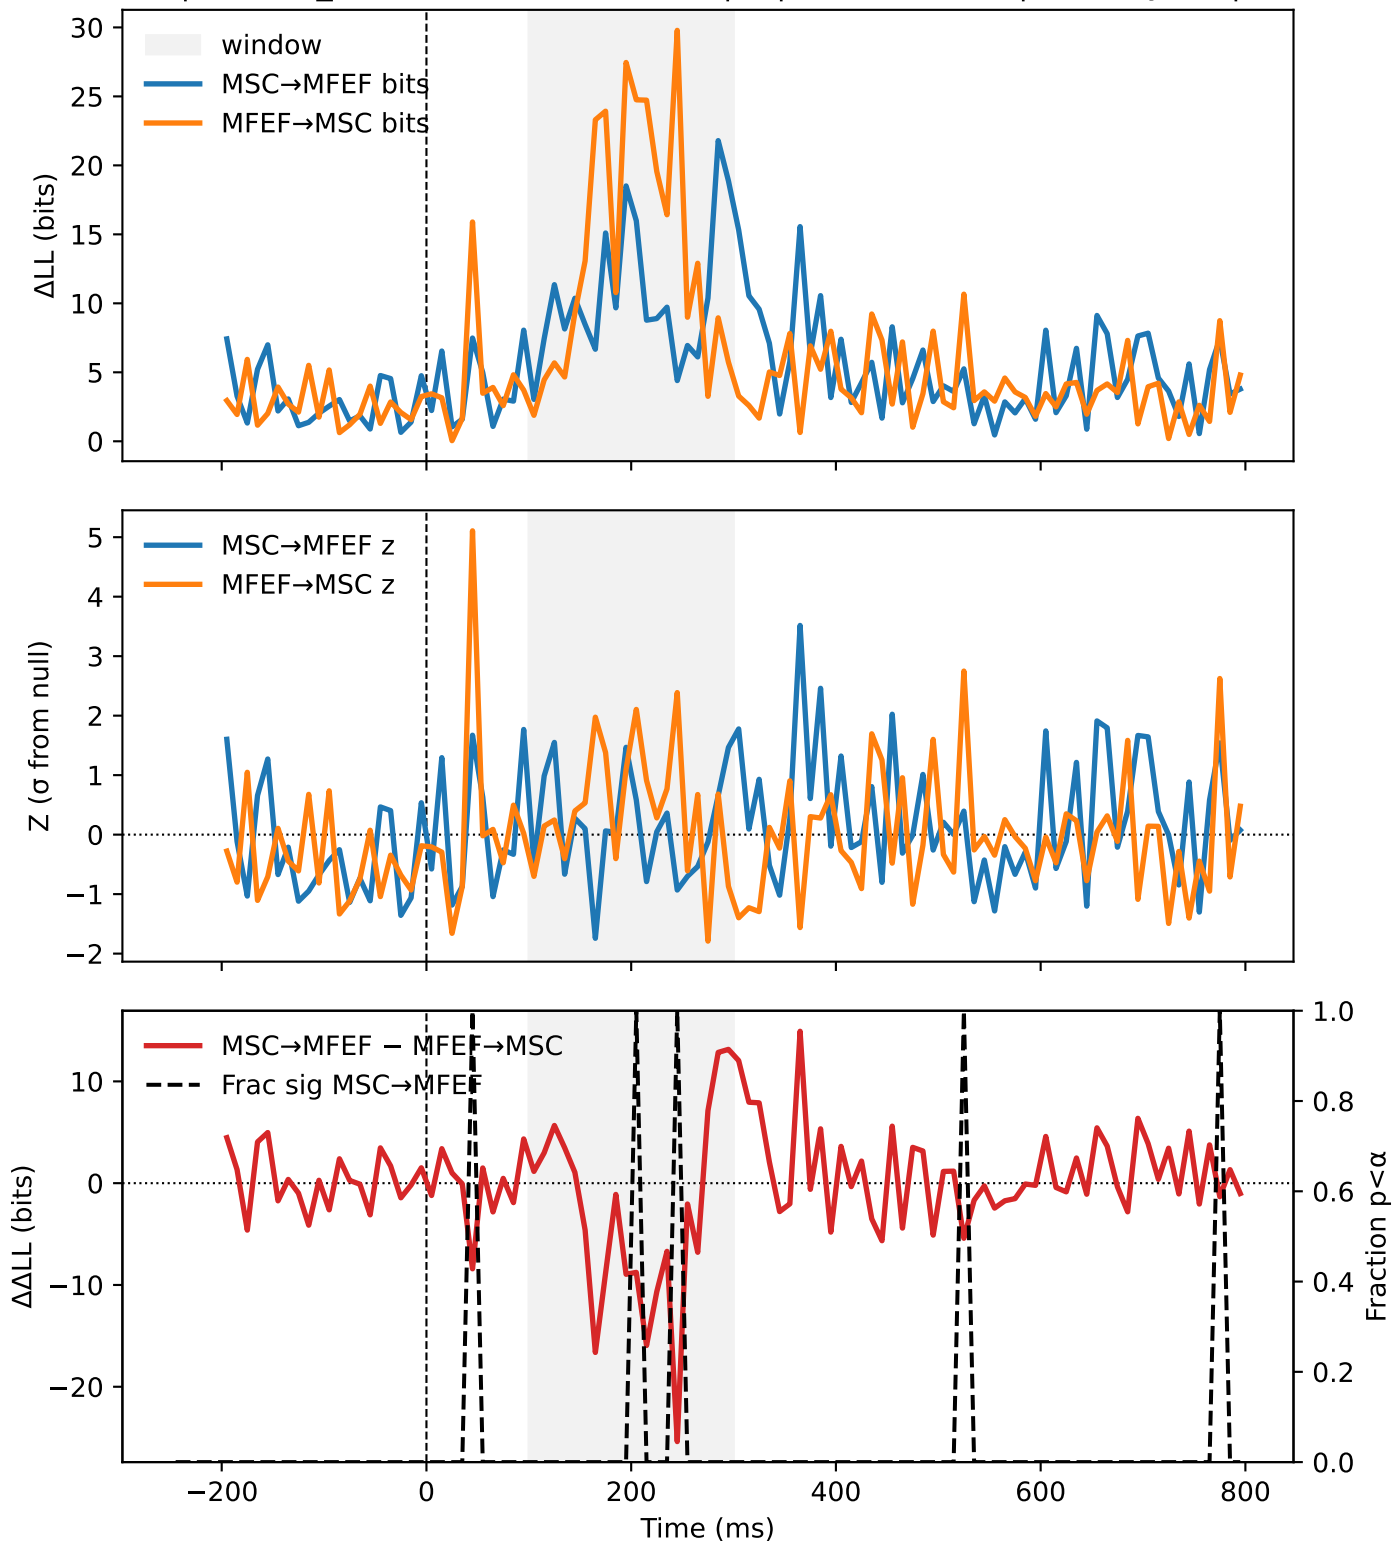 30
25
20
15
10
5
0
ΔLL (bits)
window
MSC→MFEF bits
MFEF→MSC bits
5
4
3
2
1
0
−1
−2
Z (σ from null)
MSC→MFEF z
MFEF→MSC z
10
0
−10
−20
ΔΔLL (bits)
MSC→MFEF − MFEF→MSC
Frac sig MSC→MFEF
1.0
0.8
0.6
0.4
0.2
0.0
Fraction p<α
−200 0 200 400 600 800
Time (ms)